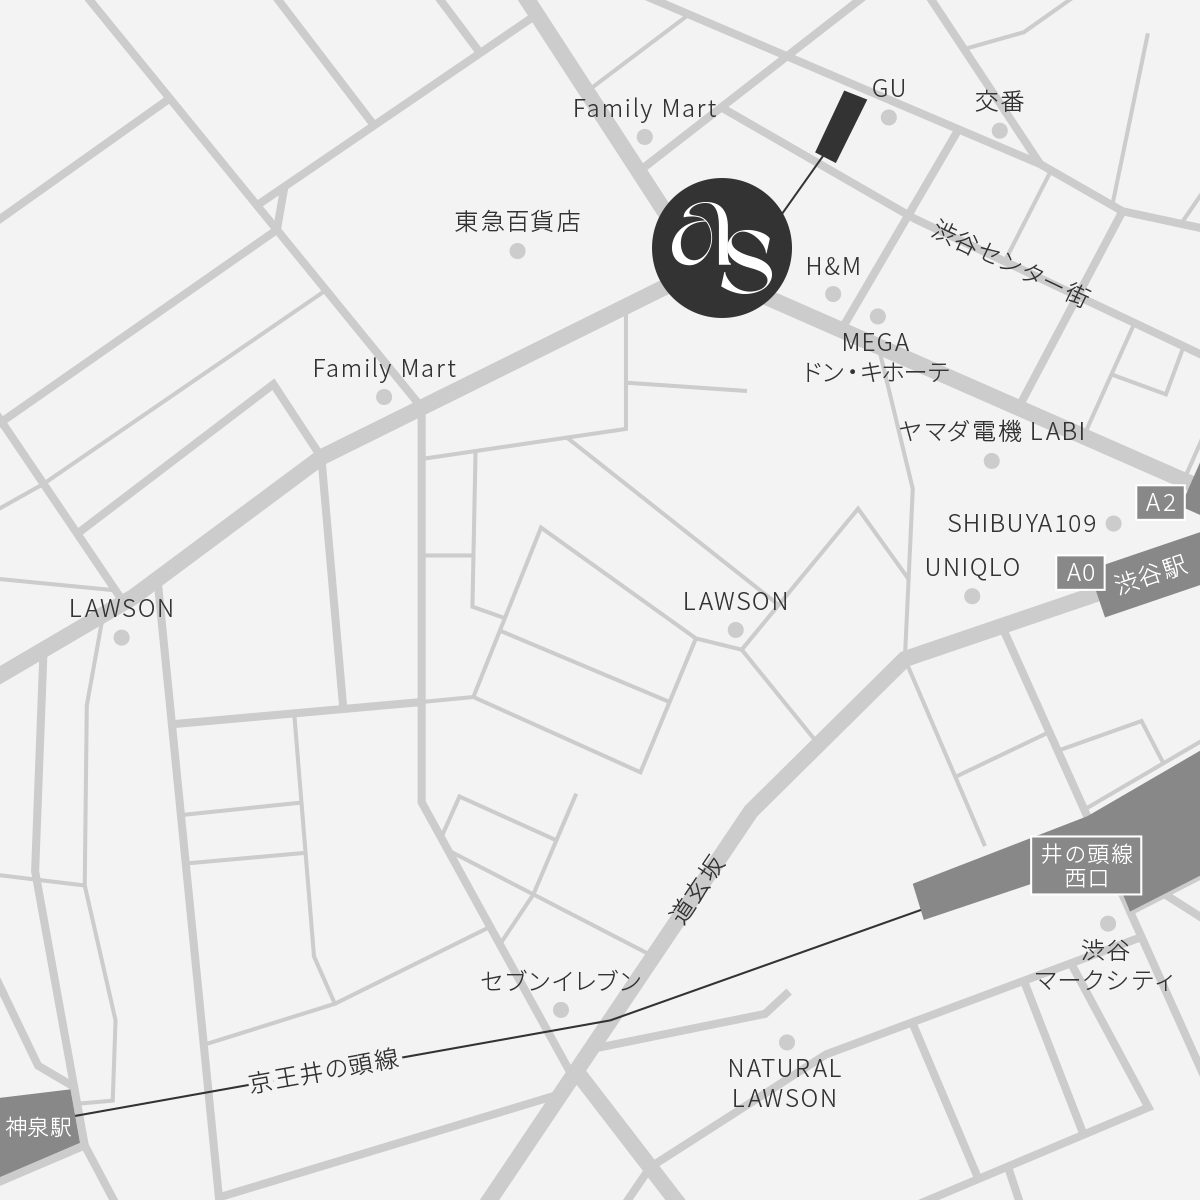 GU
交番
Family Mart
東急百貨店
as
渋谷センター街
H&M
MEGA
ドン・キホーテ
Family Mart
ヤマダ電機 LABI
A2
SHIBUYA109
UNIQLO
A0
渋谷駅
LAWSON
LAWSON
道玄坂
井の頭線
西口
渋谷
マークシティ
セブンイレブン
NATURAL
LAWSON
京王井の頭線
神泉駅